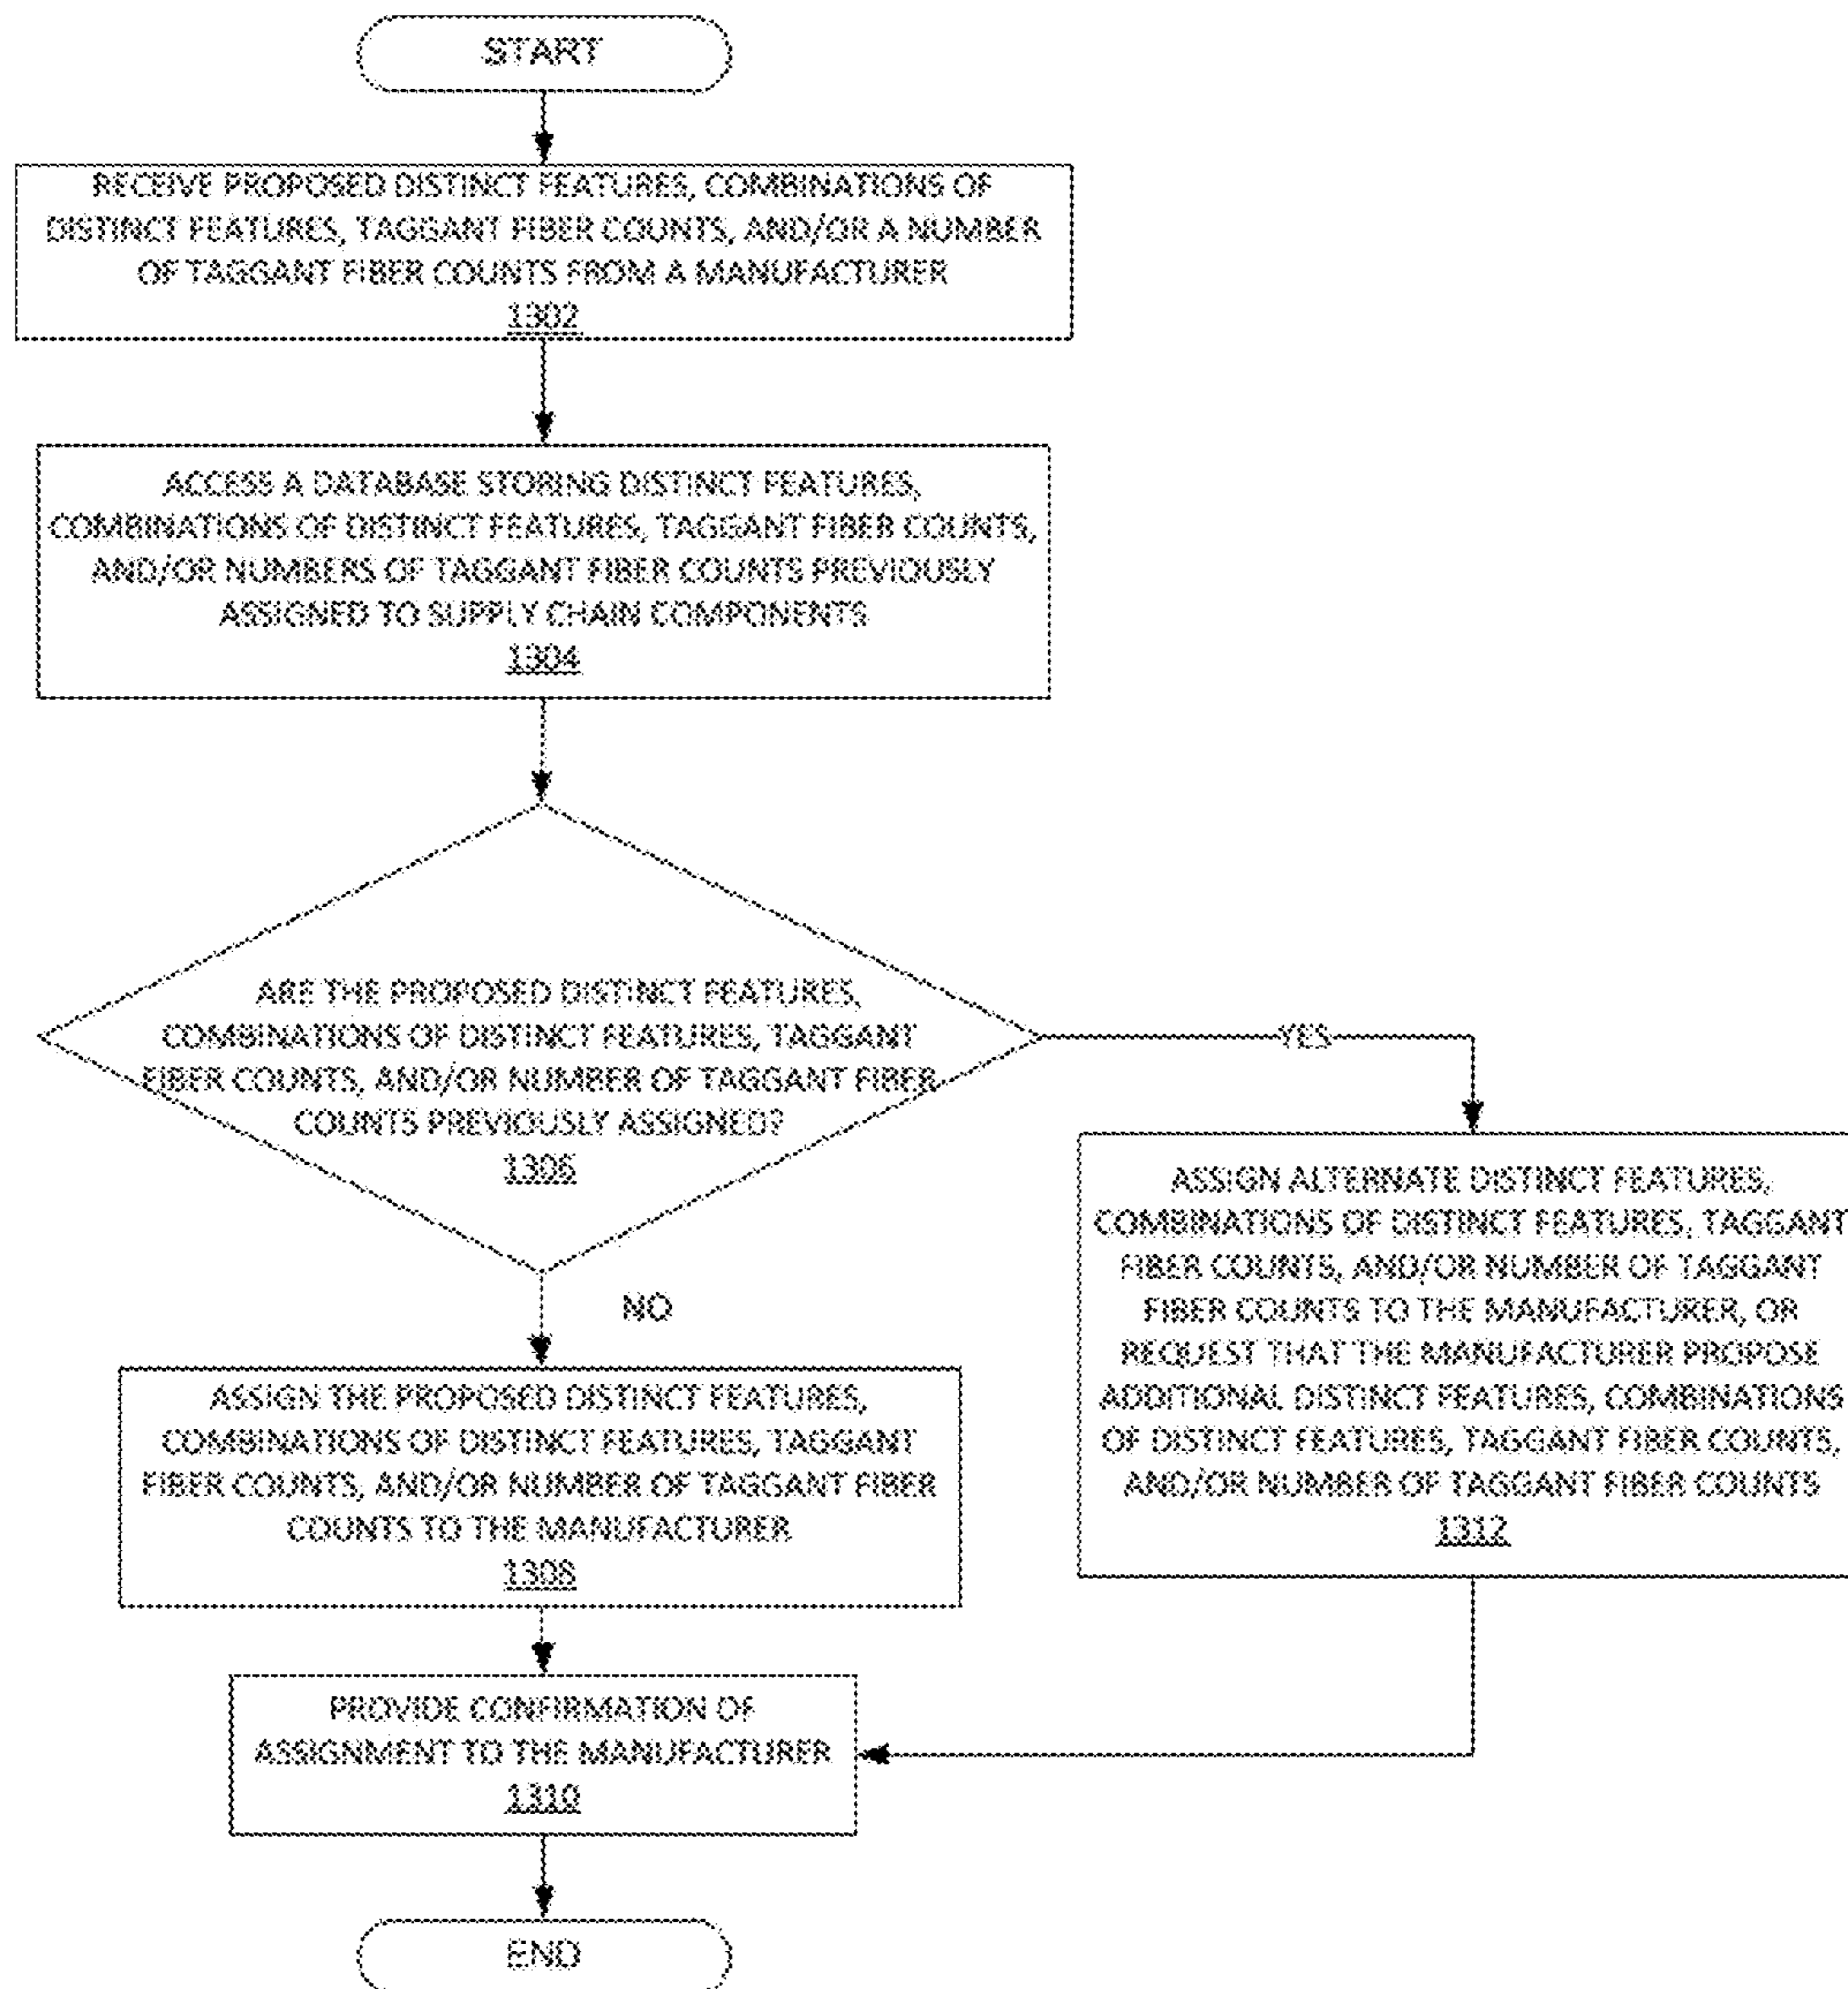 START
RECEIVE PROPOSED DISTINCT FEATURES, COMBINATIONS OF
DISTINCT FEATURES, TAGGANT FIBER COUNTS, AND/OR A NUMBER
OF TAGGANT FIBER COUNTS FROM A MANUFACTURER
1302
ACCESS A DATABASE STORING DISTINCT FEATURES,
COMBINATIONS OF DISTINCT FEATURES, TAGGANT FIBER COUNTS,
AND/OR NUMBERS OF TAGGANT FIBER COUNTS PREVIOUSLY
ASSIGNED TO SUPPLY CHAIN COMPONENTS
1304
ARE THE PROPOSED DISTINCT FEATURES,
COMBINATIONS OF DISTINCT FEATURES, TAGGANT
FIBER COUNTS, AND/OR NUMBER OF TAGGANT FIBER
COUNTS PREVIOUSLY ASSIGNED?
1306
YES
NO
ASSIGN ALTERNATE DISTINCT FEATURES,
COMBINATIONS OF DISTINCT FEATURES, TAGGANT
FIBER COUNTS, AND/OR NUMBER OF TAGGANT
FIBER COUNTS TO THE MANUFACTURER, OR
REQUEST THAT THE MANUFACTURER PROPOSE
ADDITIONAL DISTINCT FEATURES, COMBINATIONS
OF DISTINCT FEATURES, TAGGANT FIBER COUNTS,
AND/OR NUMBER OF TAGGANT FIBER COUNTS
1312
ASSIGN THE PROPOSED DISTINCT FEATURES,
COMBINATIONS OF DISTINCT FEATURES, TAGGANT
FIBER COUNTS, AND/OR NUMBER OF TAGGANT FIBER
COUNTS TO THE MANUFACTURER
1308
PROVIDE CONFIRMATION OF
ASSIGNMENT TO THE MANUFACTURER
1310
END